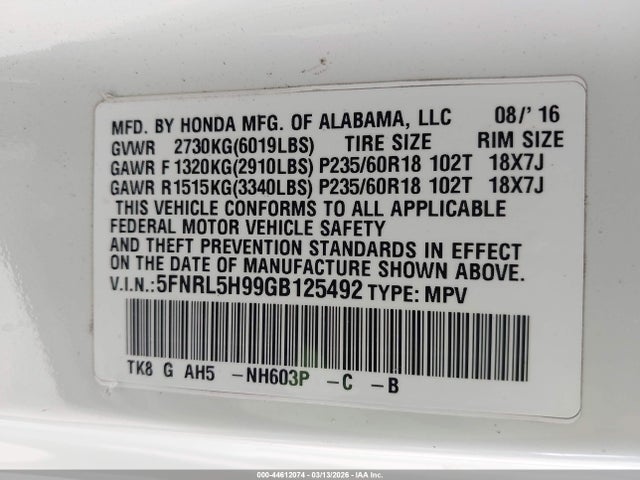 MFD. BY HONDA MFG. OF ALABAMA, LLC 08/' 16
GVWR 2730KG(6019LBS) TIRE SIZE RIM SIZE
GAWR F 1320KG(2910LBS) P235/60R18 102T 18X7J
GAWR R1515KG(3340LBS) P235/60R18 102T 18X7J
THIS VEHICLE CONFORMS TO ALL APPLICABLE
FEDERAL MOTOR VEHICLE SAFETY
AND THEFT PREVENTION STANDARDS IN EFFECT
ON THE DATE OF MANUFACTURE SHOWN ABOVE.
V.I.N.:5FNRL5H99GB125492 TYPE: MPV
TK8 G AH5 -NH603P -C -B
000-44612074 | 03/13/2026 | IAA Inc.